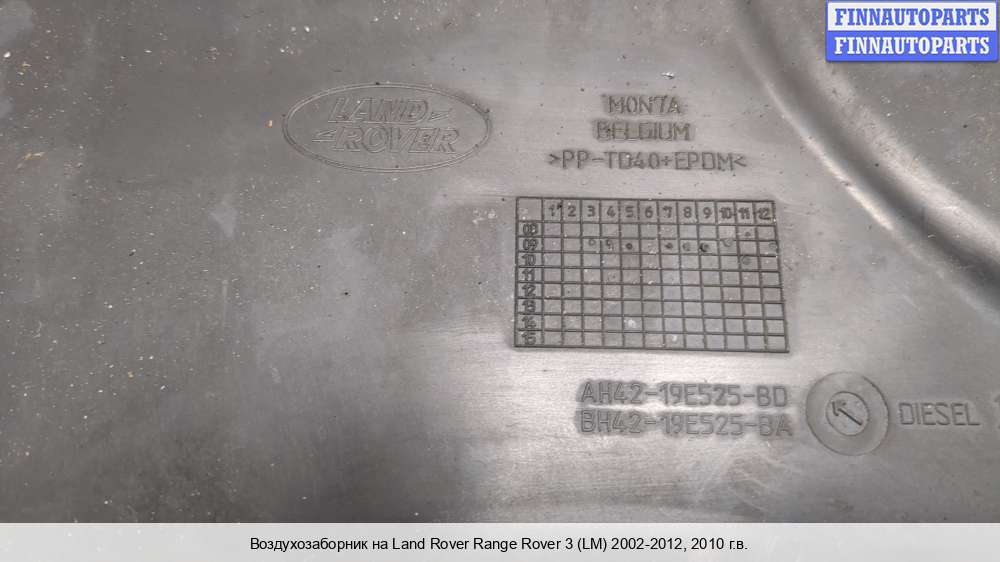 FINNAUTOPARTS
FINNAUTOPARTS
LAND
ROVER
MONTA
BELGIUM
>PP-TD40+EPDM<
1 2 3 4 5 6 7 8 9 10 11 12
08
09
10
11
12
13
14
15
AH42-19E525-BD
BH42-19E525-BA
DIESEL
Воздухозаборник на Land Rover Range Rover 3 (LM) 2002-2012, 2010 г.в.